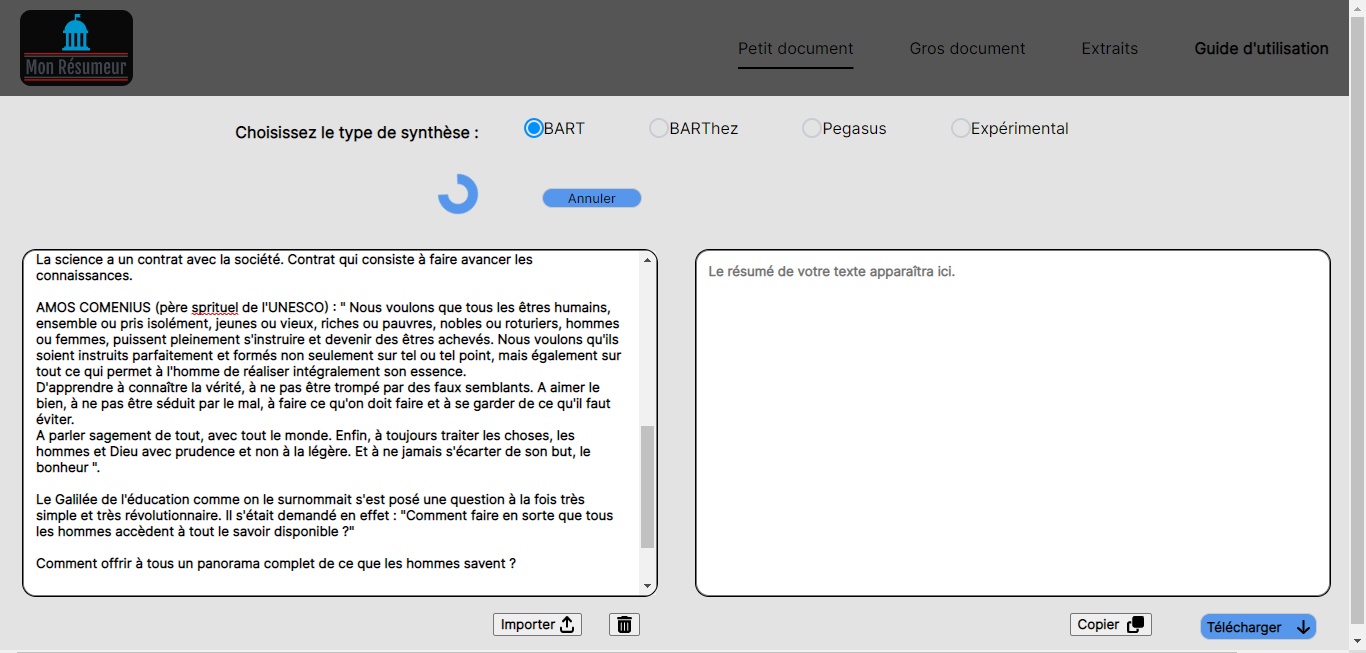 Mon Résumeur
Petit document
Gros document
Extraits
Guide d'utilisation
Choisissez le type de synthèse :
BART
BARThez
Pegasus
Expérimental
Annuler
La science a un contrat avec la société. Contrat qui consiste à faire avancer les
connaissances.
AMOS COMENIUS (père sprituel de l'UNESCO) : " Nous voulons que tous les êtres humains,
ensemble ou pris isolément, jeunes ou vieux, riches ou pauvres, nobles ou roturiers, hommes
ou femmes, puissent pleinement s'instruire et devenir des êtres achevés. Nous voulons qu'ils
soient instruits parfaitement et formés non seulement sur tel ou tel point, mais également sur
tout ce qui permet à l'homme de réaliser intégralement son essence.
D'apprendre à connaître la vérité, à ne pas être trompé par des faux semblants. A aimer le
bien, à ne pas être séduit par le mal, à faire ce qu'on doit faire et à se garder de ce qu'il faut
éviter.
A parler sagement de tout, avec tout le monde. Enfin, à toujours traiter les choses, les
hommes et Dieu avec prudence et non à la légère. Et à ne jamais s'écarter de son but, le
bonheur ".
Le Galilée de l'éducation comme on le surnommait s'est posé une question à la fois très
simple et très révolutionnaire. Il s'était demandé en effet : "Comment faire en sorte que tous
les hommes accèdent à tout le savoir disponible ?"
Comment offrir à tous un panorama complet de ce que les hommes savent ?
Le résumé de votre texte apparaîtra ici.
Importer
Copier
Télécharger